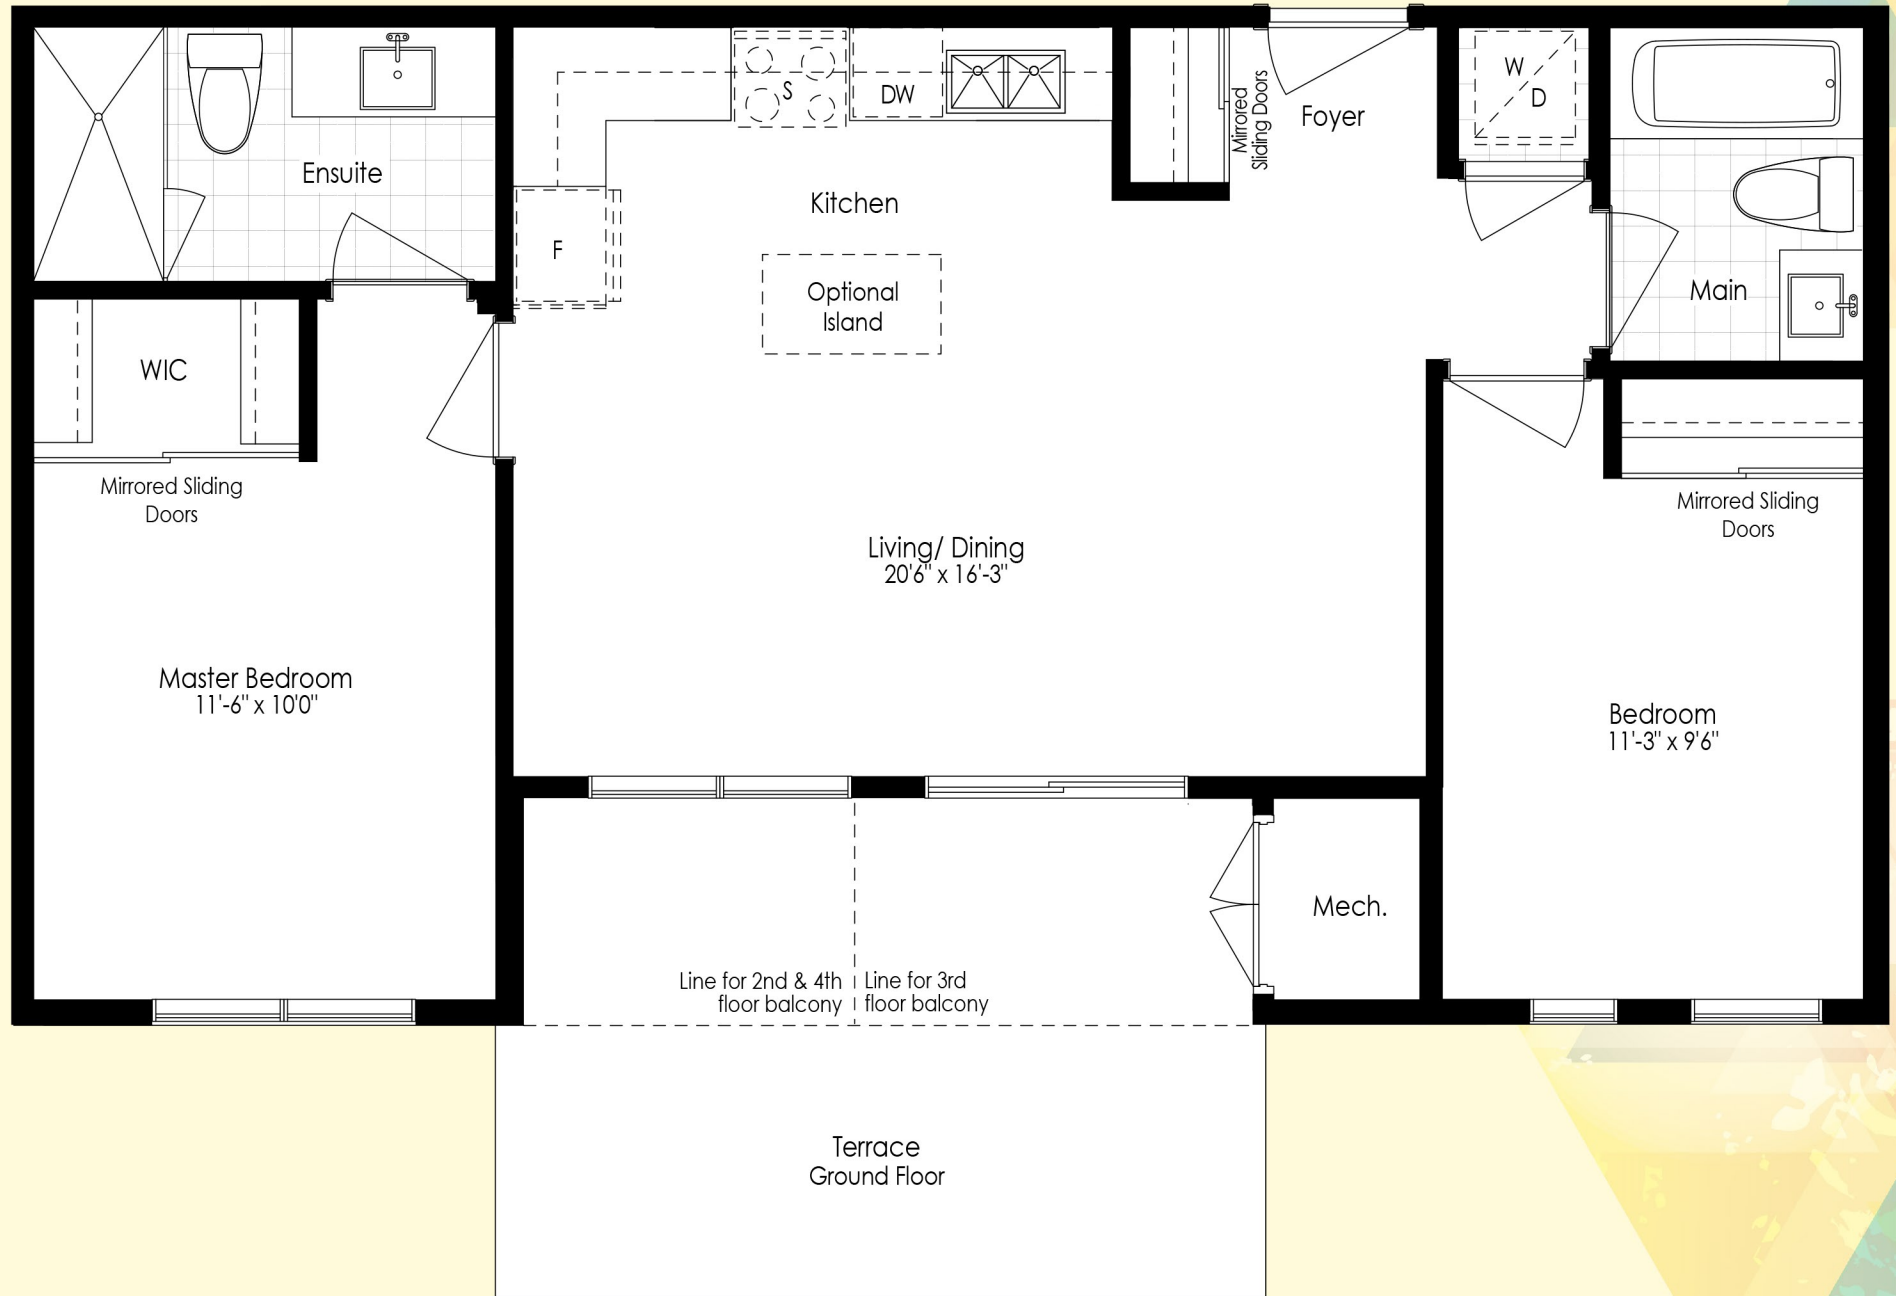 Ensuite
S
DW
Mirrored
Sliding Doors
Foyer
W
D
Kitchen
F
Optional
Island
Main
WIC
Mirrored Sliding
Doors
Mirrored Sliding
Doors
Living/ Dining
20'6" x 16'-3"
Master Bedroom
11'-6" x 10'0"
Bedroom
11'-3" x 9'6"
Mech.
Line for 2nd & 4th
floor balcony
Line for 3rd
floor balcony
Terrace
Ground Floor